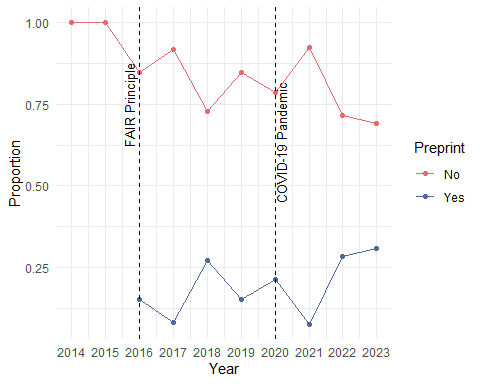 1.00
0.75
0.50
0.25
Proportion
FAIR Principle
COVID-19 Pandemic
2014 2015 2016 2017 2018 2019 2020 2021 2022 2023
Year
Preprint
No
Yes